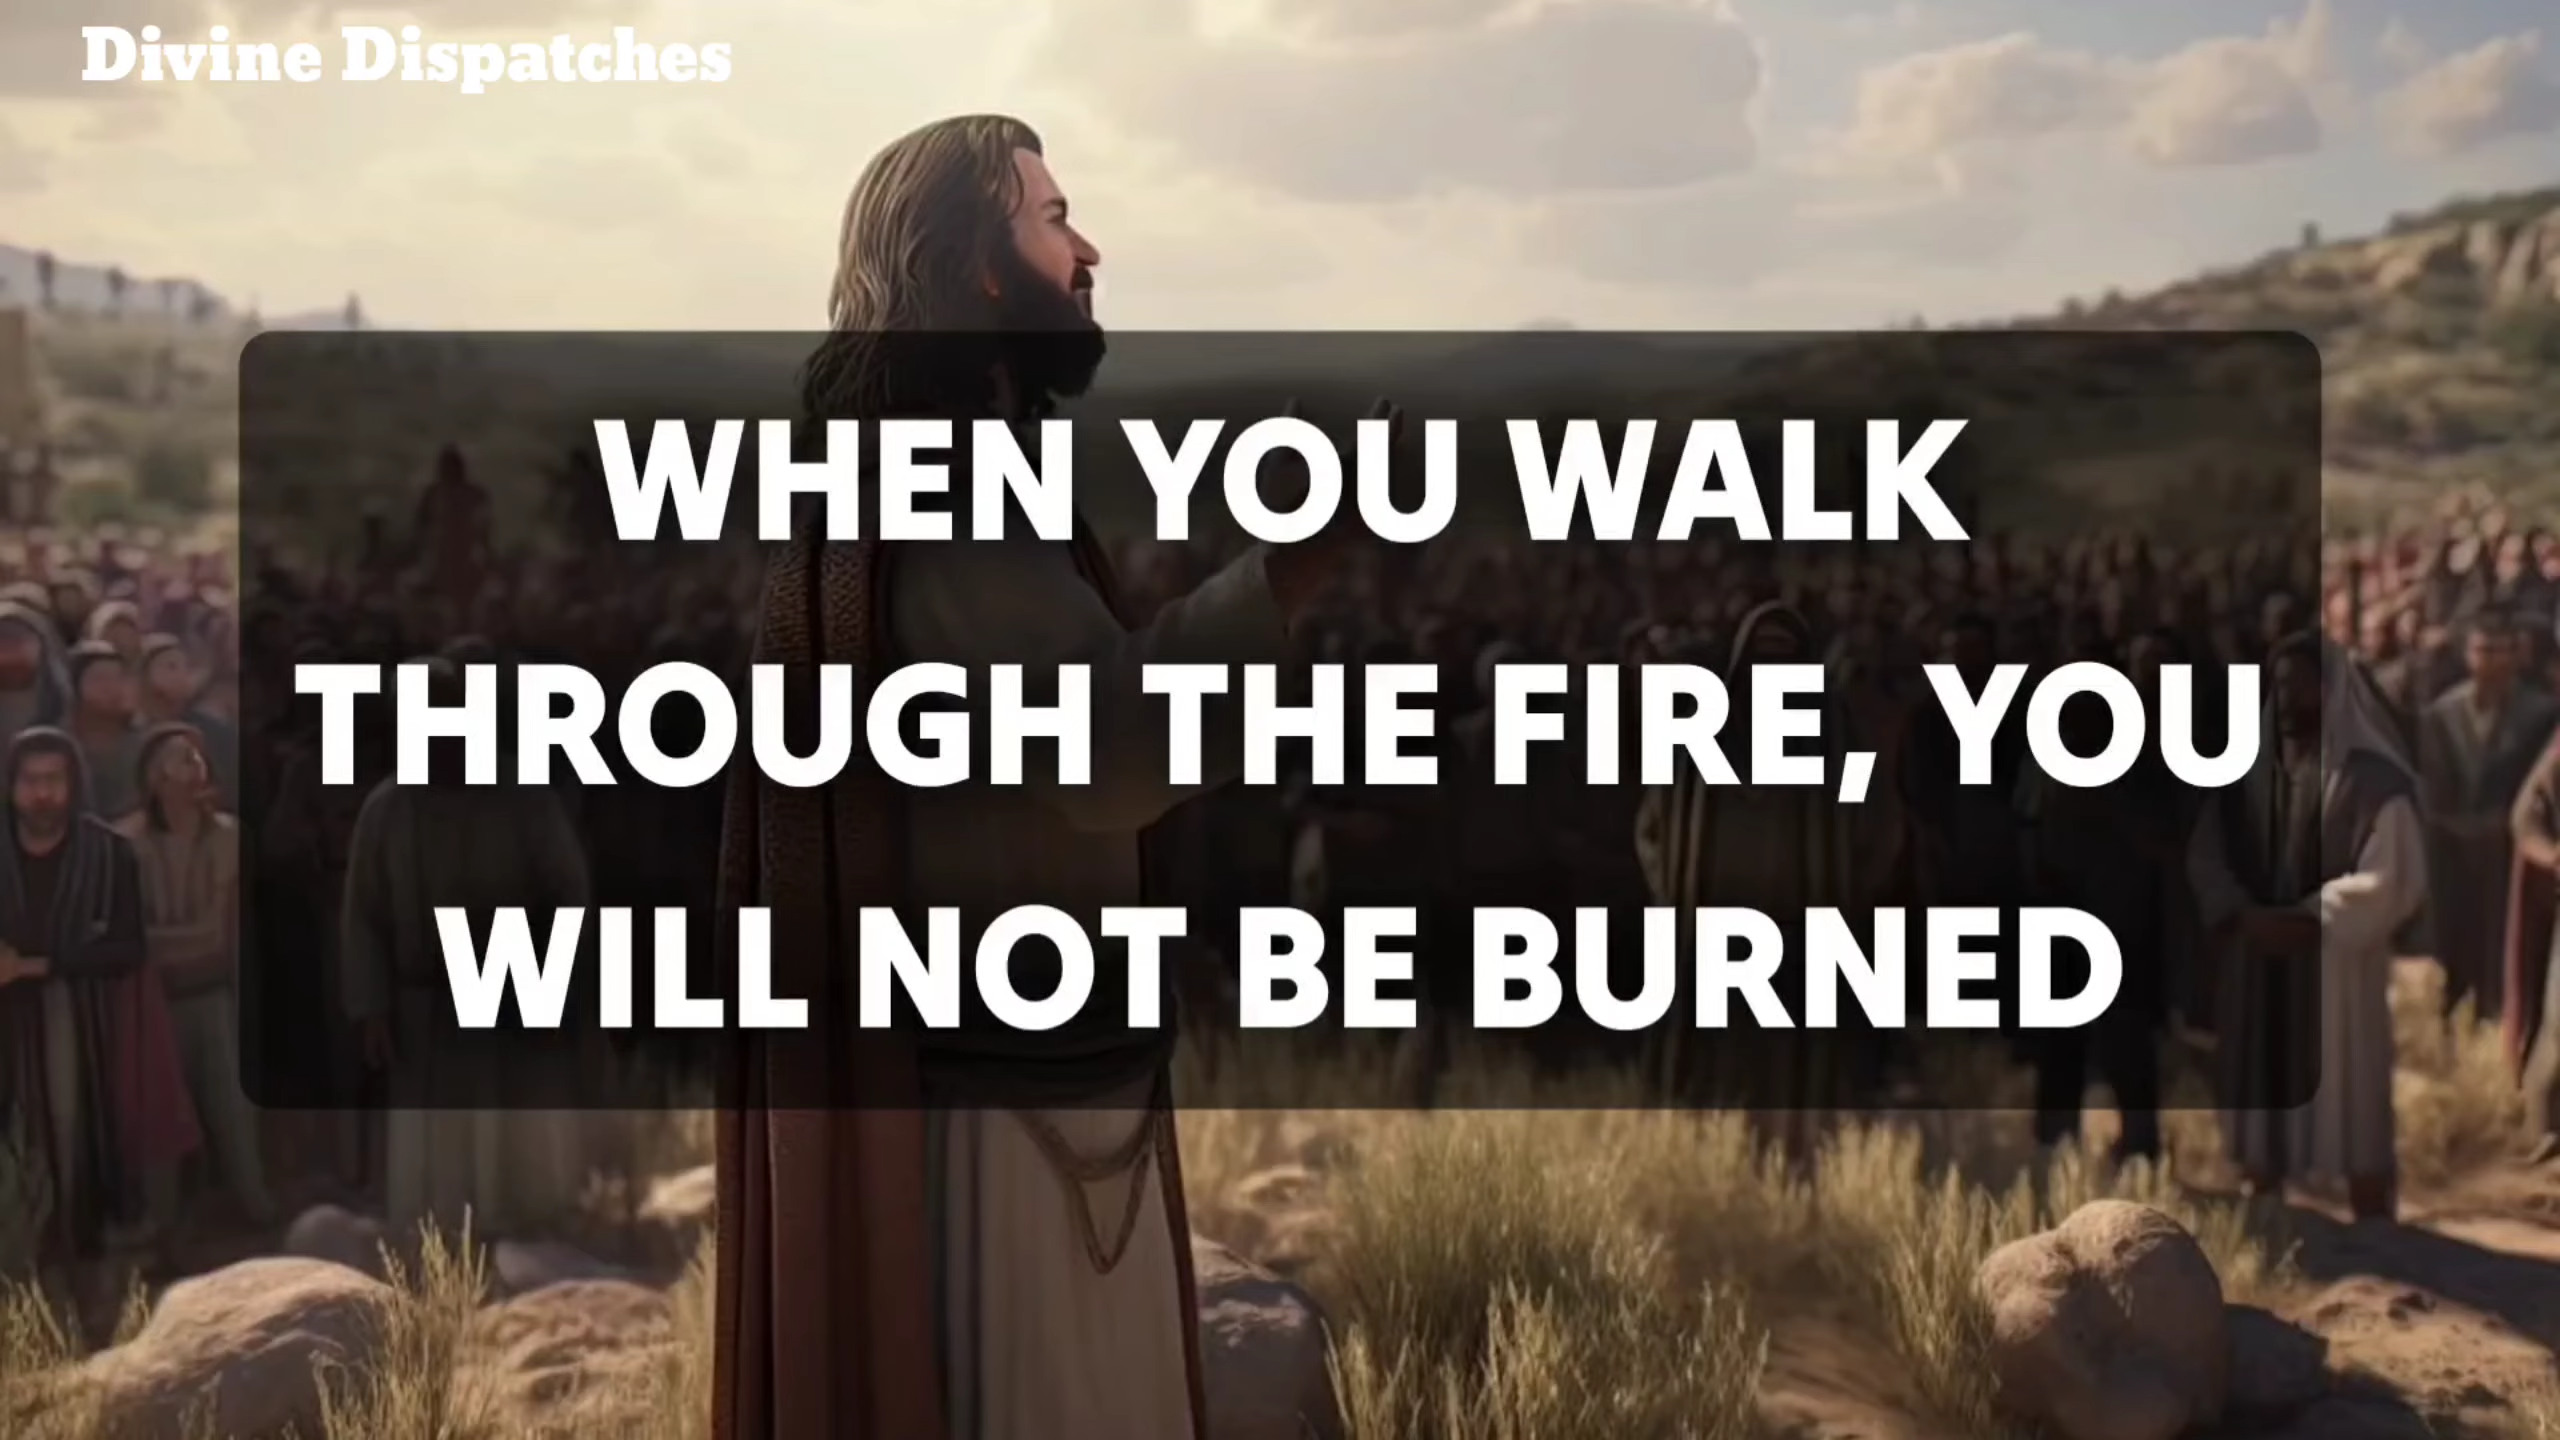 Divine Dispatches
WHEN YOU WALK
THROUGH THE FIRE, YOU
WILL NOT BE BURNED